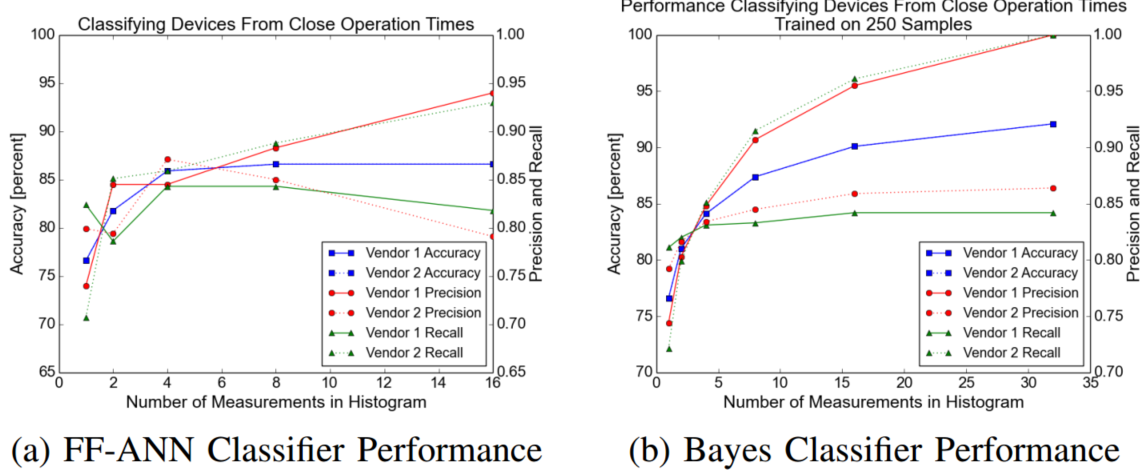 Classifying Devices From Close Operation Times
100
95
90
85
80
75
70
65
Accuracy [percent]
1.00
0.95
0.90
0.85
0.80
0.75
0.70
0.65
Precision and Recall
Vendor 1 Accuracy
Vendor 2 Accuracy
Vendor 1 Precision
Vendor 2 Precision
Vendor 1 Recall
Vendor 2 Recall
0 2 4 6 8 10 12 14 16
Number of Measurements in Histogram
(a) FF-ANN Classifier Performance
Performance Classifying Devices From Close Operation Times
Trained on 250 Samples
100
95
90
85
80
75
70
Accuracy [percent]
1.00
0.95
0.90
0.85
0.80
0.75
0.70
Precision and Recall
Vendor 1 Accuracy
Vendor 2 Accuracy
Vendor 1 Precision
Vendor 2 Precision
Vendor 1 Recall
Vendor 2 Recall
0 5 10 15 20 25 30 35
Number of Measurements in Histogram
(b) Bayes Classifier Performance